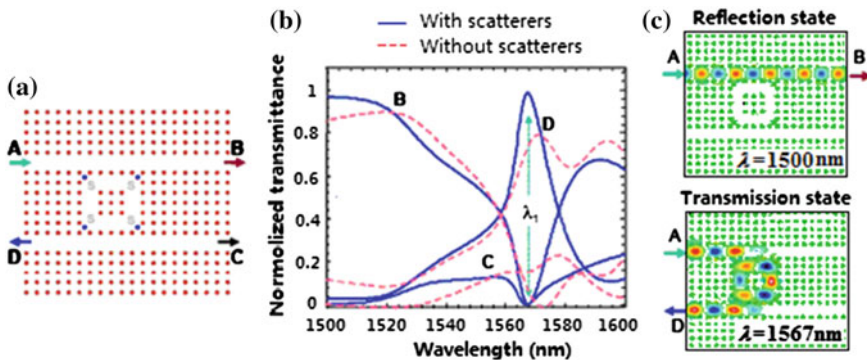 (a)
A
B
S
S
S
S
D
C
(b)
With scatterers
Without scatterers
Normolized transmittance
1
0.8
0.6
0.4
0.2
0
B
D
λ1
C
1500
1520
1540
1560
1580
1600
Wavelength (nm)
(c)
Reflection state
A
B
λ=1500nm
Transmission state
A
D
λ=1567nm